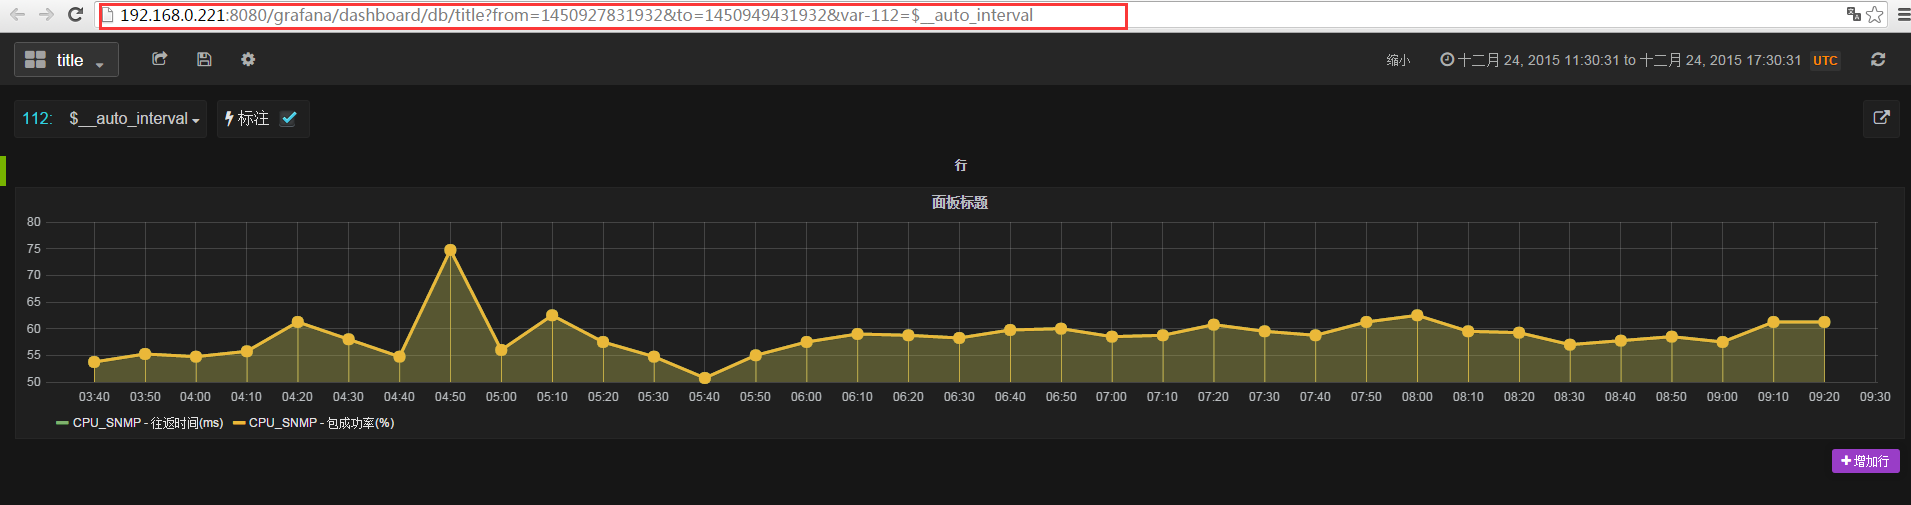 192.168.0.221:8080/grafana/dashboard/db/title?from=1450927831932&to=1450949431932&var-112=$__auto_interval
title 缩小 十二月 24, 2015 11:30:31 to 十二月 24, 2015 17:30:31 UTC
112: $__auto_interval 标注
行
面板标题
80
75
70
65
60
55
50
03:40 03:50 04:00 04:10 04:20 04:30 04:40 04:50 05:00 05:10 05:20 05:30 05:40 05:50 06:00 06:10 06:20 06:30 06:40 06:50 07:00 07:10 07:20 07:30 07:40 07:50 08:00 08:10 08:20 08:30 08:40 08:50 09:00 09:10 09:20 09:30
CPU_SNMP - 往返时间(ms) CPU_SNMP - 包成功率(%)
增加行